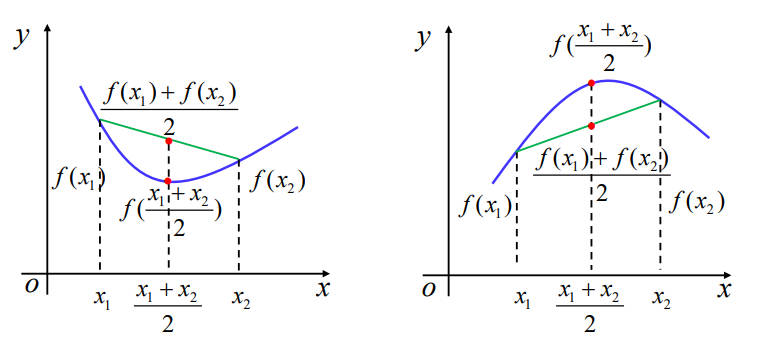 y
f(x₁) + f(x₂)
2
f(x₁)
f(x₂)
f(x₁ + x₂)
2
o
x₁
x₁ + x₂
2
x₂
x
y
f(x₁ + x₂)
2
f(x₁) + f(x₂)
2
f(x₁)
f(x₂)
o
x₁
x₁ + x₂
2
x₂
x